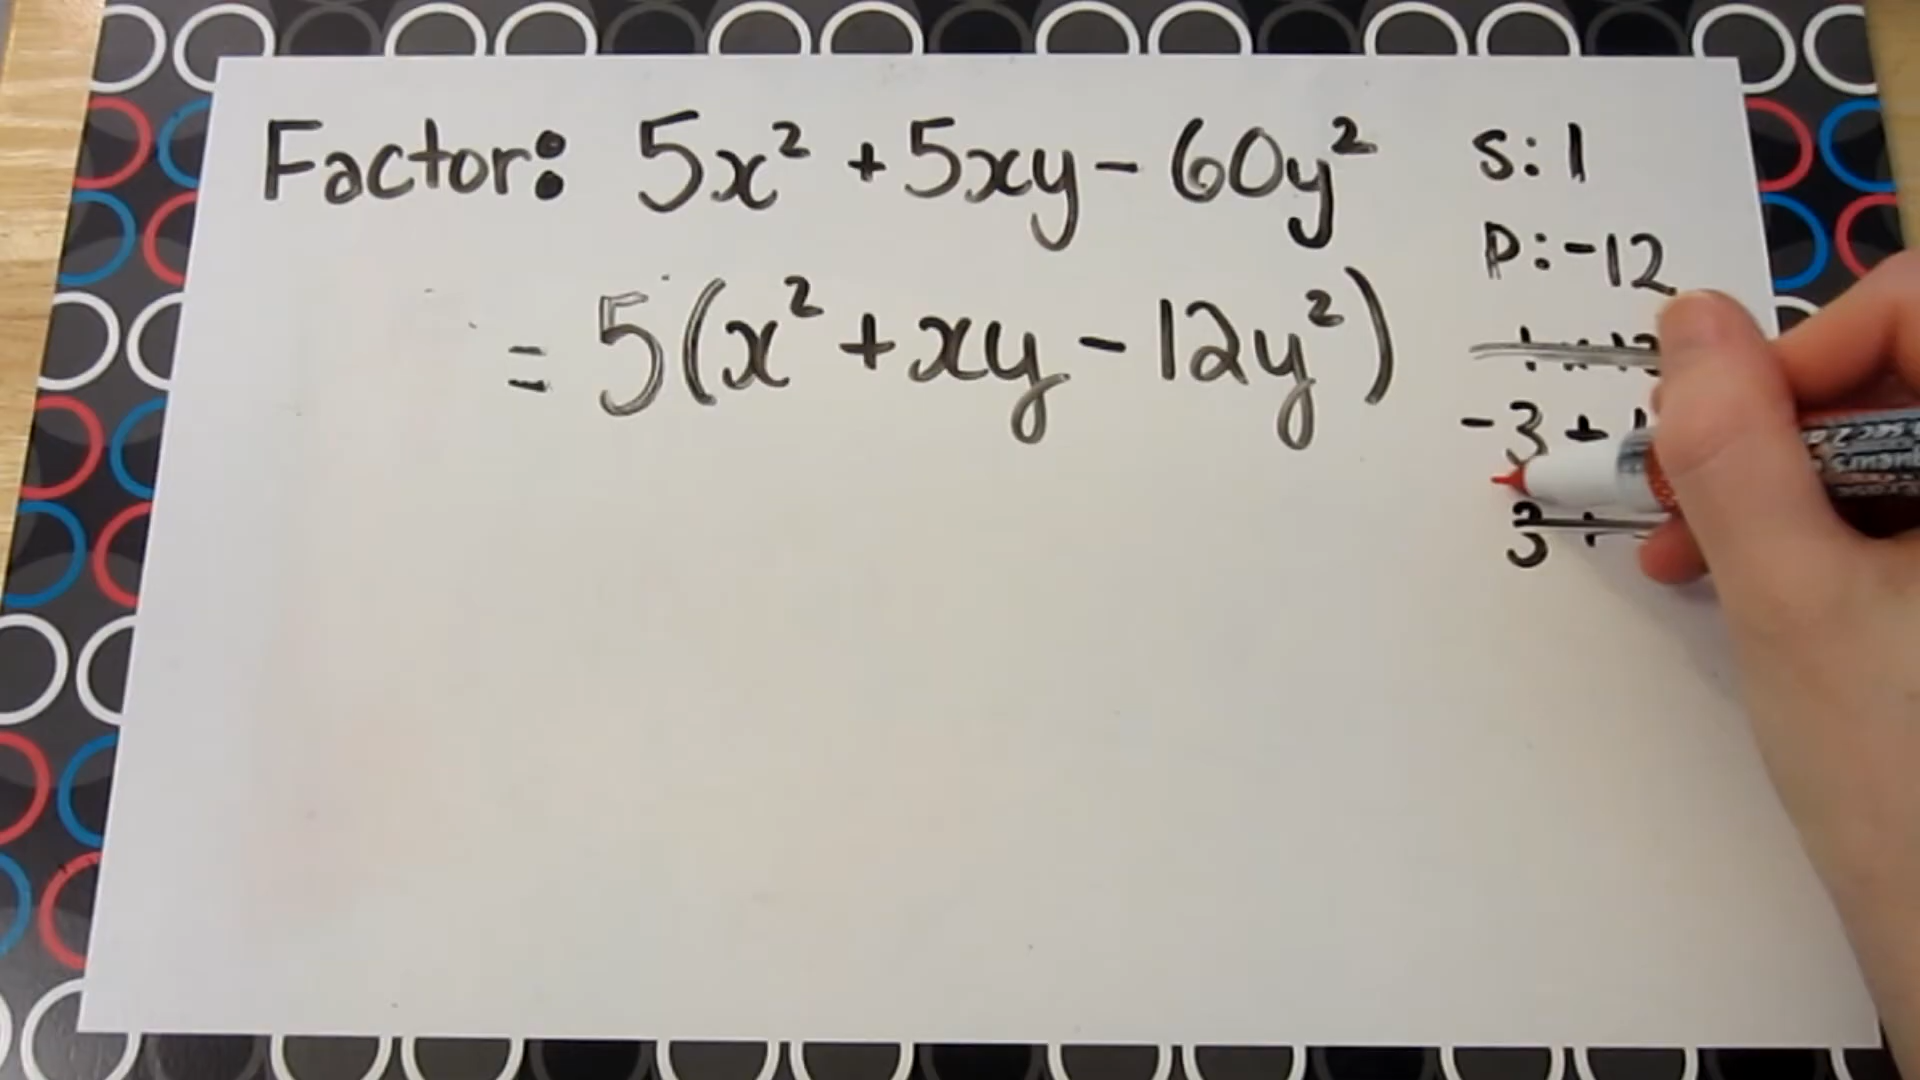 Factor: 5x² + 5xy - 60y²
= 5(x² + xy - 12y²)
S: 1
P: -12
-3 +
3 +